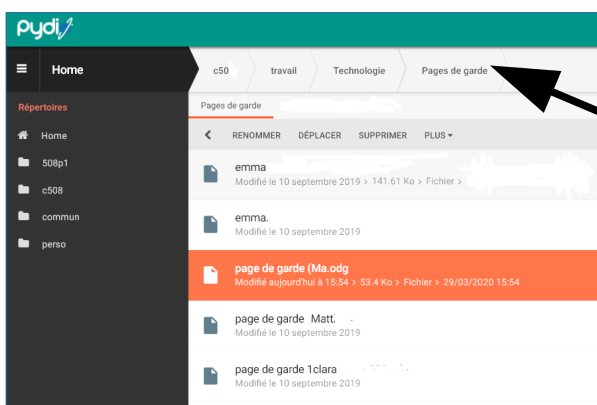 pydi
Home
c50 travail Technologie Pages de garde
Répertoires
Pages de garde
Home
RENOMMER DÉPLACER SUPPRIMER PLUS
508p1
emma
Modifié le 10 septembre 2019 > 141.61 Ko > Fichier >
c508
commun
emma.
Modifié le 10 septembre 2019
perso
page de garde (Ma.odg
Modifié aujourd'hui à 15:54 > 53.4 Ko > Fichier > 29/03/2020 15:54
page de garde Matt.
Modifié le 10 septembre 2019
page de garde 1clara
Modifié le 10 septembre 2019